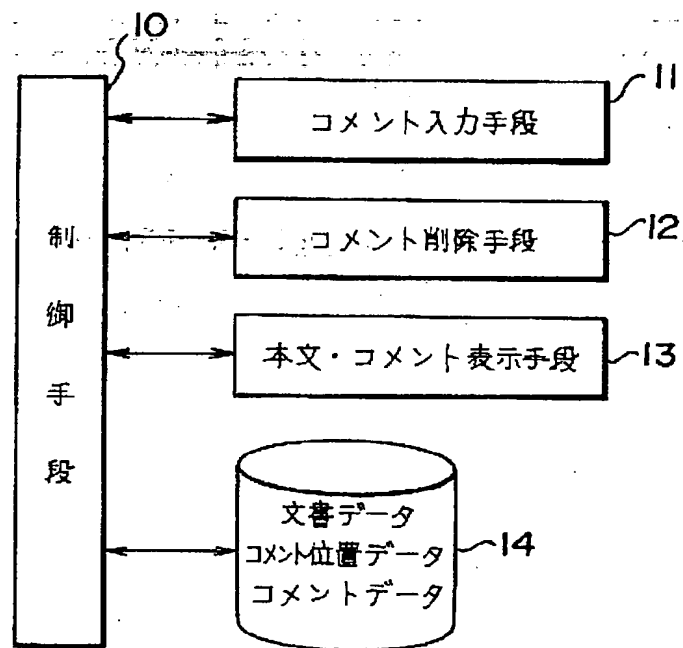 10
制御手段
コメント入力手段
11
コメント削除手段
12
本文・コメント表示手段
13
文書データ
コメント位置データ
コメントデータ
14